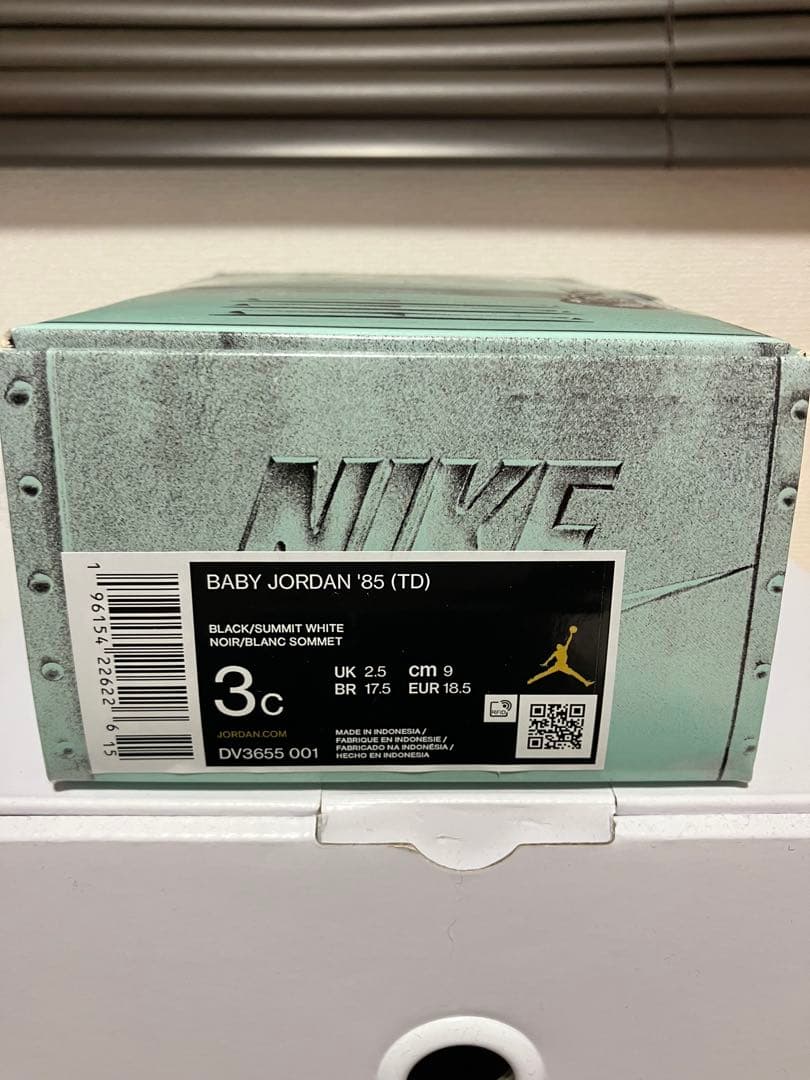 NIKE
BABY JORDAN '85 (TD)
BLACK/SUMMIT WHITE
NOIR/BLANC SOMMET
3C
UK 2.5 cm 9
BR 17.5 EUR 18.5
JORDAN.COM
DV3655 001
MADE IN INDONESIA /
FABRIQUE EN INDONESIE /
FABRICADO NA INDONÉSIA /
HECHO EN INDONESIA
RFID
1 96154 22622 6 15